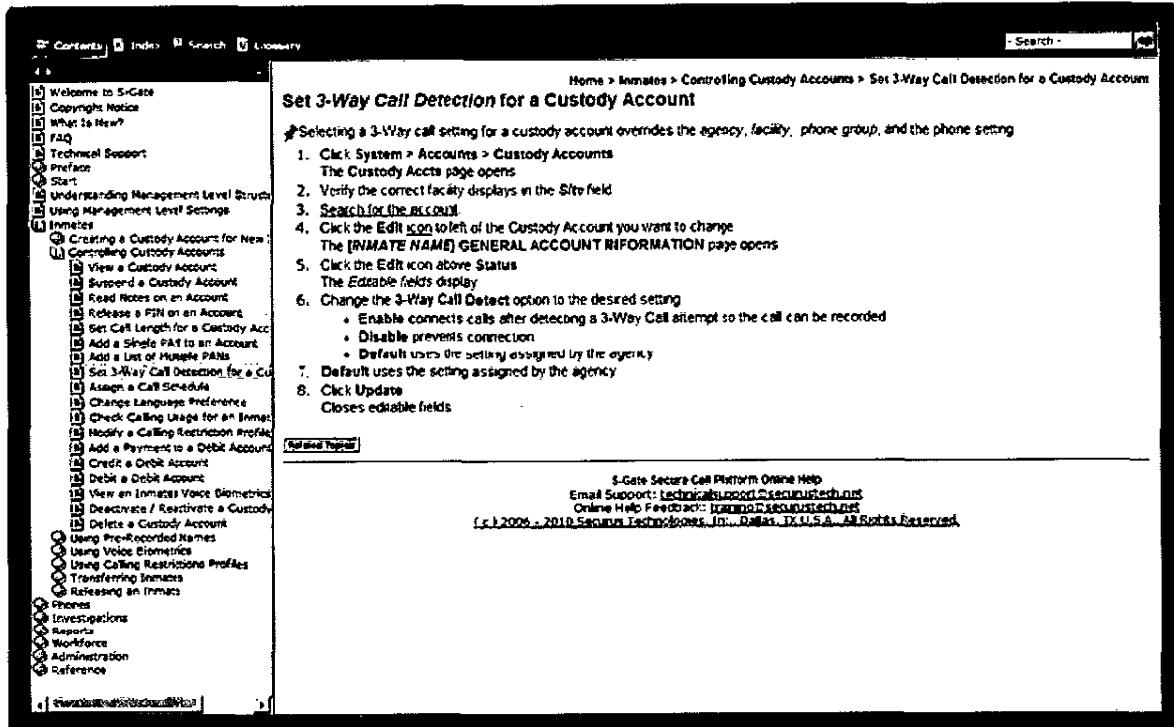 Contents Index Search Glossary
- Search -
Welcome to S-Gate
Copyright Notice
What Is New?
FAQ
Technical Support
Preface
Start
Understanding Management Level Struct
Using Management Level Settings
Inmates
Creating a Custody Account for New
Controlling Custody Accounts
View a Custody Account
Suspend a Custody Account
Read Notes on an Account
Release a PIN on an Account
Set Call Length for a Custody Acc
Add a Single PAN to an Account
Add a List of Multiple PANs
Set 3-Way Call Detection for a Cu
Assign a Call Schedule
Change Language Preference
Check Calling Usage for an Inmat
Modify a Calling Restriction Profile
Add a Payment to a Debit Account
Credit a Debit Account
Debit a Debit Account
View an Inmates Voice Biometrics
Deactivate / Reactivate a Custody
Delete a Custody Account
Using Pre-Recorded Names
Using Voice Biometrics
Using Calling Restrictions Profiles
Transferring Inmates
Releasing an Inmate
Phones
Investigations
Reports
Workforce
Administration
Reference
Home > Inmates > Controlling Custody Accounts > Set 3-Way Call Detection for a Custody Account
Set 3-Way Call Detection for a Custody Account
Selecting a 3-Way call setting for a custody account overrides the agency, facility, phone group, and the phone setting
1. Click System > Accounts > Custody Accounts
The Custody Accts page opens
2. Verify the correct facility displays in the Site field
3. Search for the account.
4. Click the Edit icon to left of the Custody Account you want to change
The [INMATE NAME] GENERAL ACCOUNT INFORMATION page opens
5. Click the Edit icon above Status
The Editable fields display
6. Change the 3-Way Call Detect option to the desired setting
• Enable connects calls after detecting a 3-Way Call attempt so the call can be recorded
• Disable prevents connection
• Default uses the setting assigned by the agency
7. Default uses the setting assigned by the agency
8. Click Update
Closes editable fields
Related Topics
S-Gate Secure Call Platform Online Help
Email Support: technicalsupport@securustech.net
Online Help Feedback: training@securustech.net
(c) 2006 - 2010 Securus Technologies, Inc., Dallas, TX U.S.A. All Rights Reserved.